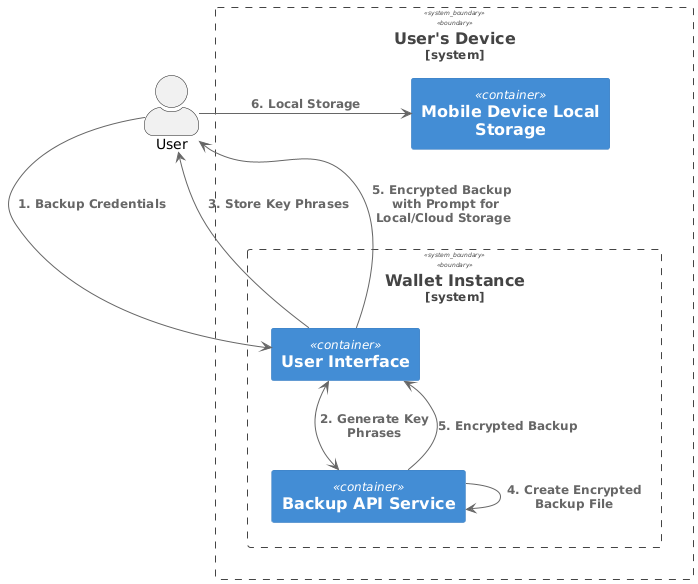 «system_boundary»
«boundary»
User's Device
[system]
«container»
Mobile Device Local
Storage
6. Local Storage
User
1. Backup Credentials
3. Store Key Phrases
5. Encrypted Backup
with Prompt for
Local/Cloud Storage
«system_boundary»
«boundary»
Wallet Instance
[system]
«container»
User Interface
2. Generate Key
Phrases
5. Encrypted Backup
«container»
Backup API Service
4. Create Encrypted
Backup File